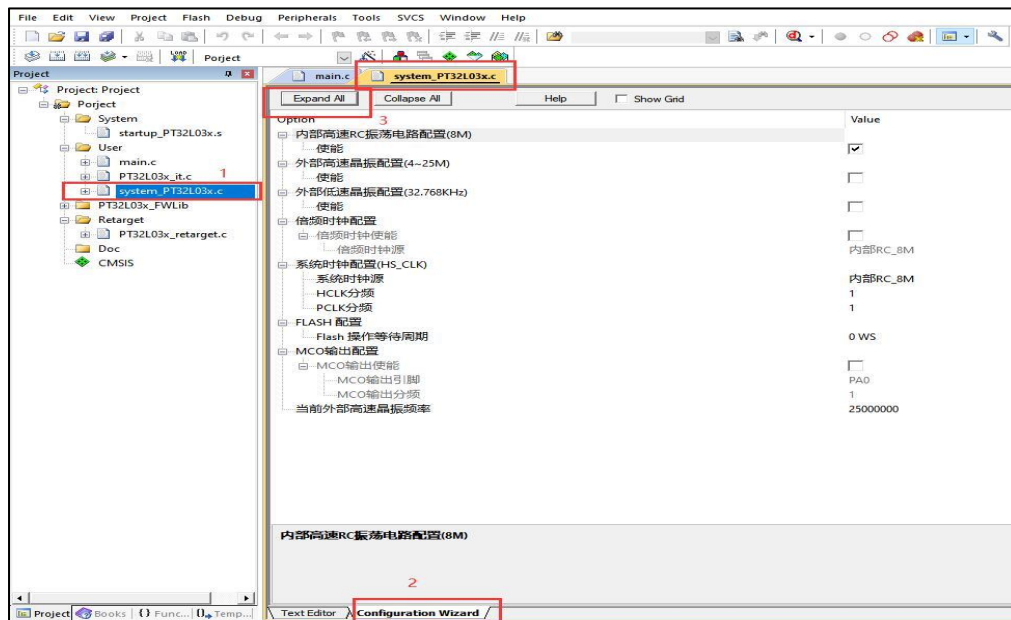 File Edit View Project Flash Debug Peripherals Tools SVCS Window Help
Porject
Project
main.c system_PT32L03x.c
Project: Project
Porject
System
startup_PT32L03x.s
User
main.c
PT32L03x_it.c
1
system_PT32L03x.c
PT32L03x_FWLib
Retarget
PT32L03x_retarget.c
Doc
CMSIS
Expand All Collapse All Help Show Grid
3
Option Value
内部高速RC振荡电路配置(8M)
使能
外部高速晶振配置(4~25M)
使能
外部低速晶振配置(32.768KHz)
使能
倍频时钟配置
倍频时钟使能
倍频时钟源 内部RC_8M
系统时钟配置(HS_CLK)
系统时钟源 内部RC_8M
HCLK分频 1
PCLK分频 1
FLASH 配置
Flash 操作等待周期 0 WS
MCO输出配置
MCO输出使能
MCO输出引脚 PA0
MCO输出分频 1
当前外部高速晶振频率 25000000
内部高速RC振荡电路配置(8M)
2
Project Books {} Func... Temp...
Text Editor Configuration Wizard